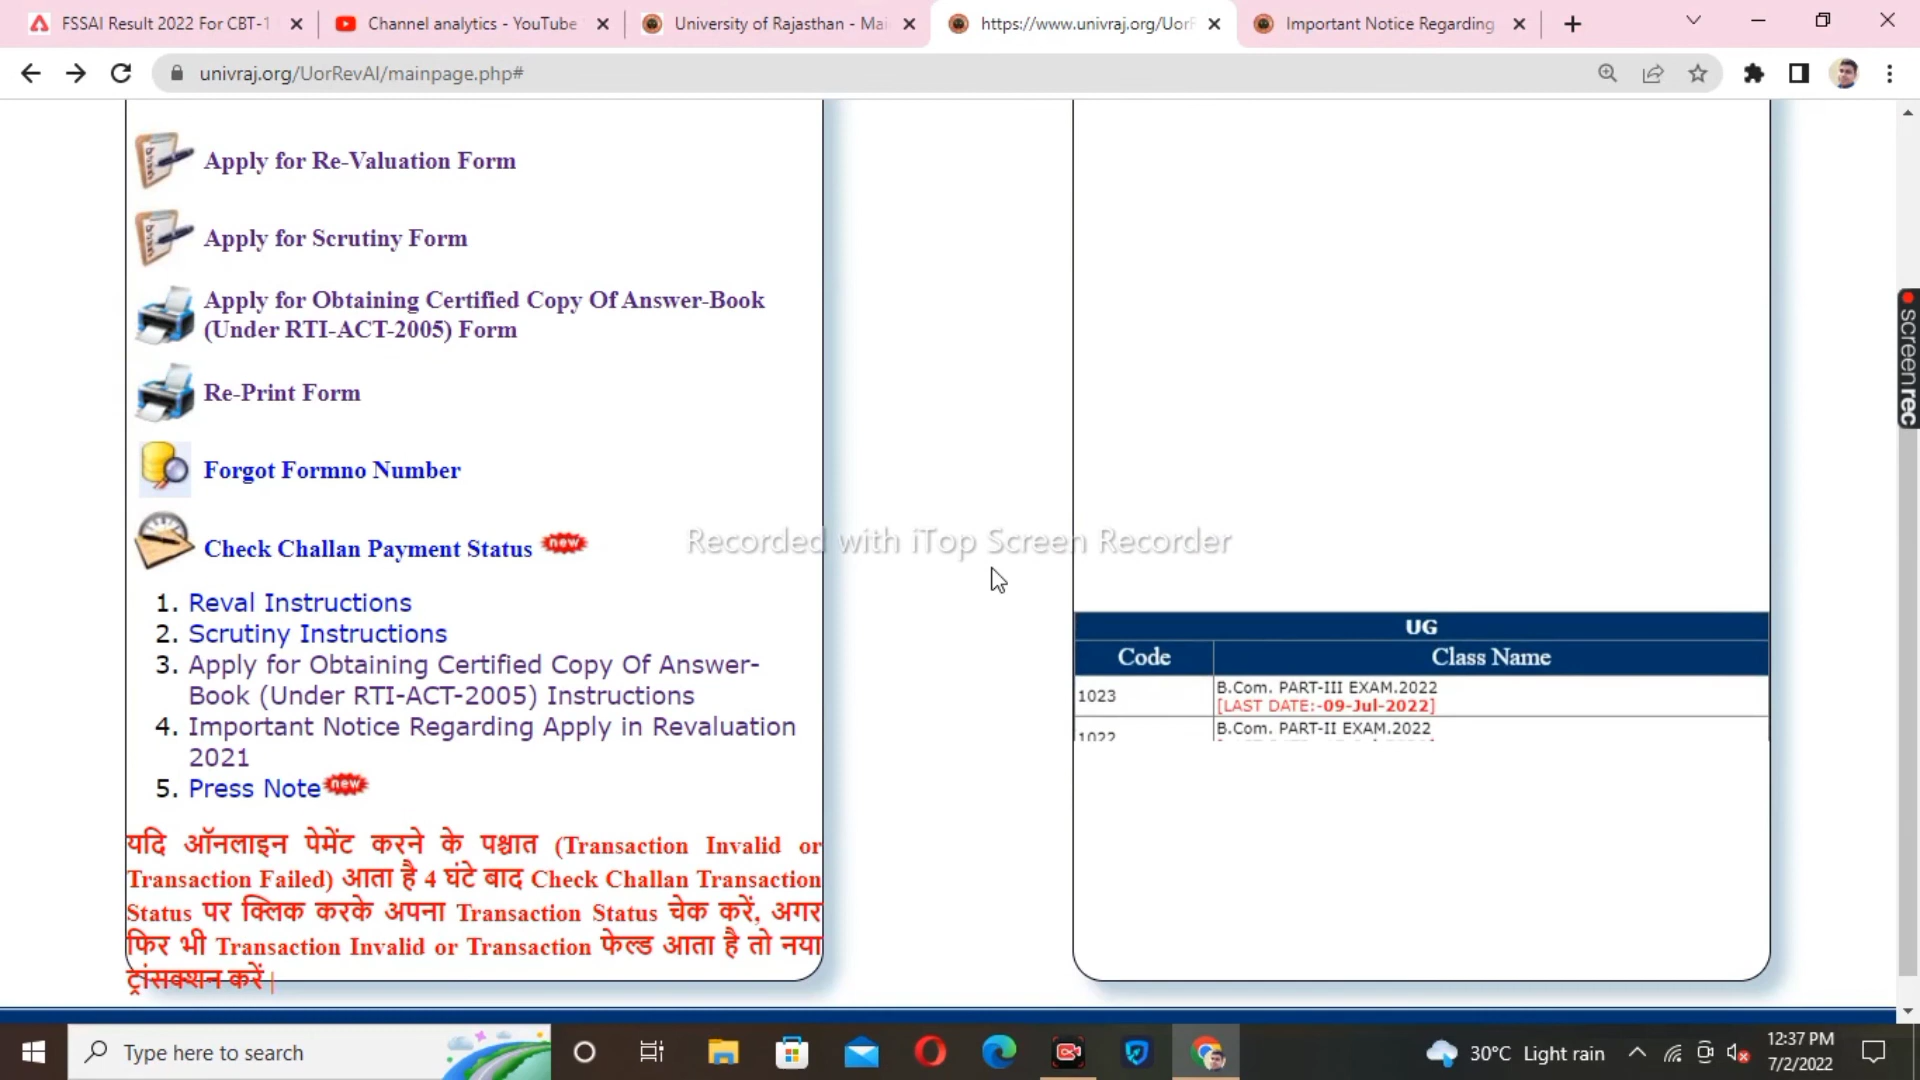 FSSAI Result 2022 For CBT-1
Channel analytics - YouTube
University of Rajasthan - Mai
https://www.univraj.org/UorR
Important Notice Regarding
univraj.org/UorRevAI/mainpage.php#
Apply for Re-Valuation Form
Apply for Scrutiny Form
Apply for Obtaining Certified Copy Of Answer-Book
(Under RTI-ACT-2005) Form
Re-Print Form
Forgot Formno Number
Check Challan Payment Status new
1. Reval Instructions
2. Scrutiny Instructions
3. Apply for Obtaining Certified Copy Of Answer-
Book (Under RTI-ACT-2005) Instructions
4. Important Notice Regarding Apply in Revaluation
2021
5. Press Note new
यदि ऑनलाइन पेमेंट करने के पश्चात (Transaction Invalid or
Transaction Failed) आता है 4 घंटे बाद Check Challan Transaction
Status पर क्लिक करके अपना Transaction Status चेक करें, अगर
फिर भी Transaction Invalid or Transaction फेल्ड आता है तो नया
ट्रांसक्शन करें |
Recorded with iTop Screen Recorder
UG
Code Class Name
1023 B.Com. PART-III EXAM.2022
[LAST DATE:-09-Jul-2022]
1022 B.Com. PART-II EXAM.2022
screenrec
Type here to search
30°C Light rain
12:37 PM
7/2/2022